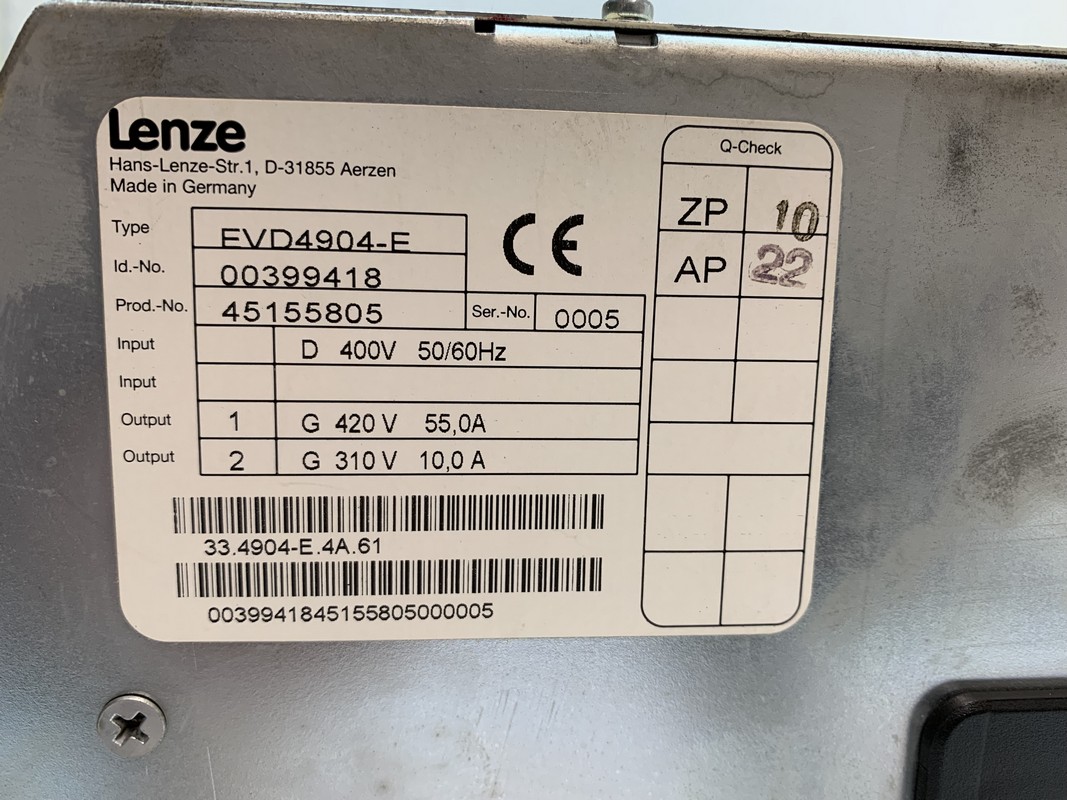 Lenze
Hans-Lenze-Str.1, D-31855 Aerzen
Made in Germany
Type EVD4904-E
Id.-No. 00399418
Prod.-No. 45155805 Ser.-No. 0005
Input D 400V 50/60Hz
Input
Output 1 G 420 V 55,0A
Output 2 G 310 V 10,0 A
33.4904-E.4A.61
0039941845155805000005
CE
Q-Check
ZP 10
AP 22